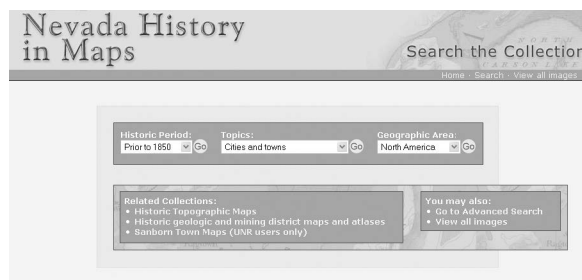 Nevada History
in Maps
Search the Collection
Home · Search · View all images
Historic Period: Topics: Geographic Area:
Prior to 1850 Go Cities and towns Go North America Go
Related Collections:
• Historic Topographic Maps
• Historic geologic and mining district maps and atlases
• Sanborn Town Maps (UNR users only)
You may also:
• Go to Advanced Search
• View all images